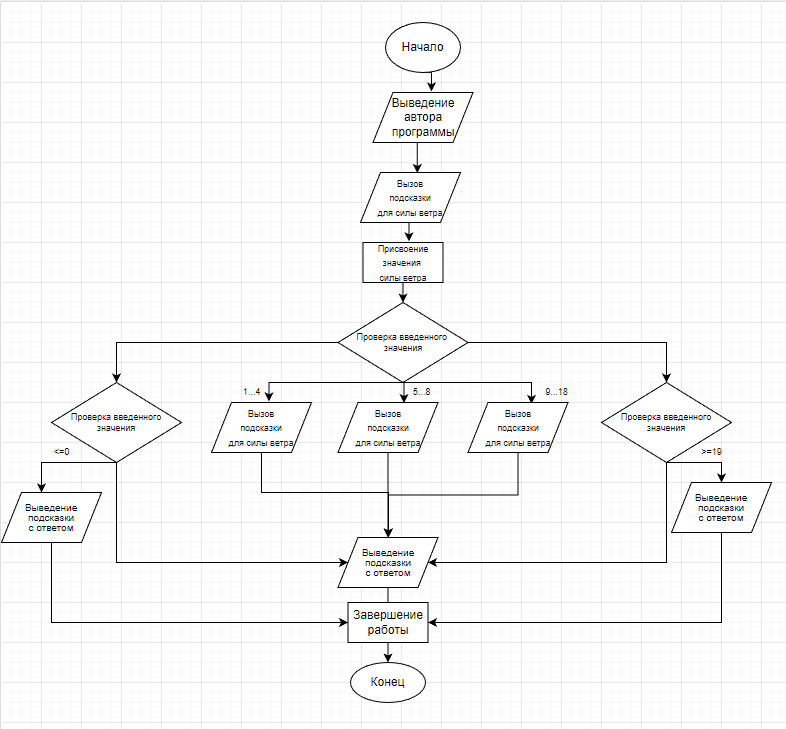 Начало
Выведение
автора
программы
Вызов
подсказки
для силы ветра
Присвоение
значения
силы ветра
Проверка введенного
значения
Проверка введенного
значения
<=0
1...4
Вызов
подсказки
для силы ветра
5...8
Вызов
подсказки
для силы ветра
9...18
Вызов
подсказки
для силы ветра
Проверка введенного
значения
>=19
Выведение
подсказки
с ответом
Выведение
подсказки
с ответом
Выведение
подсказки
с ответом
Завершение
работы
Конец